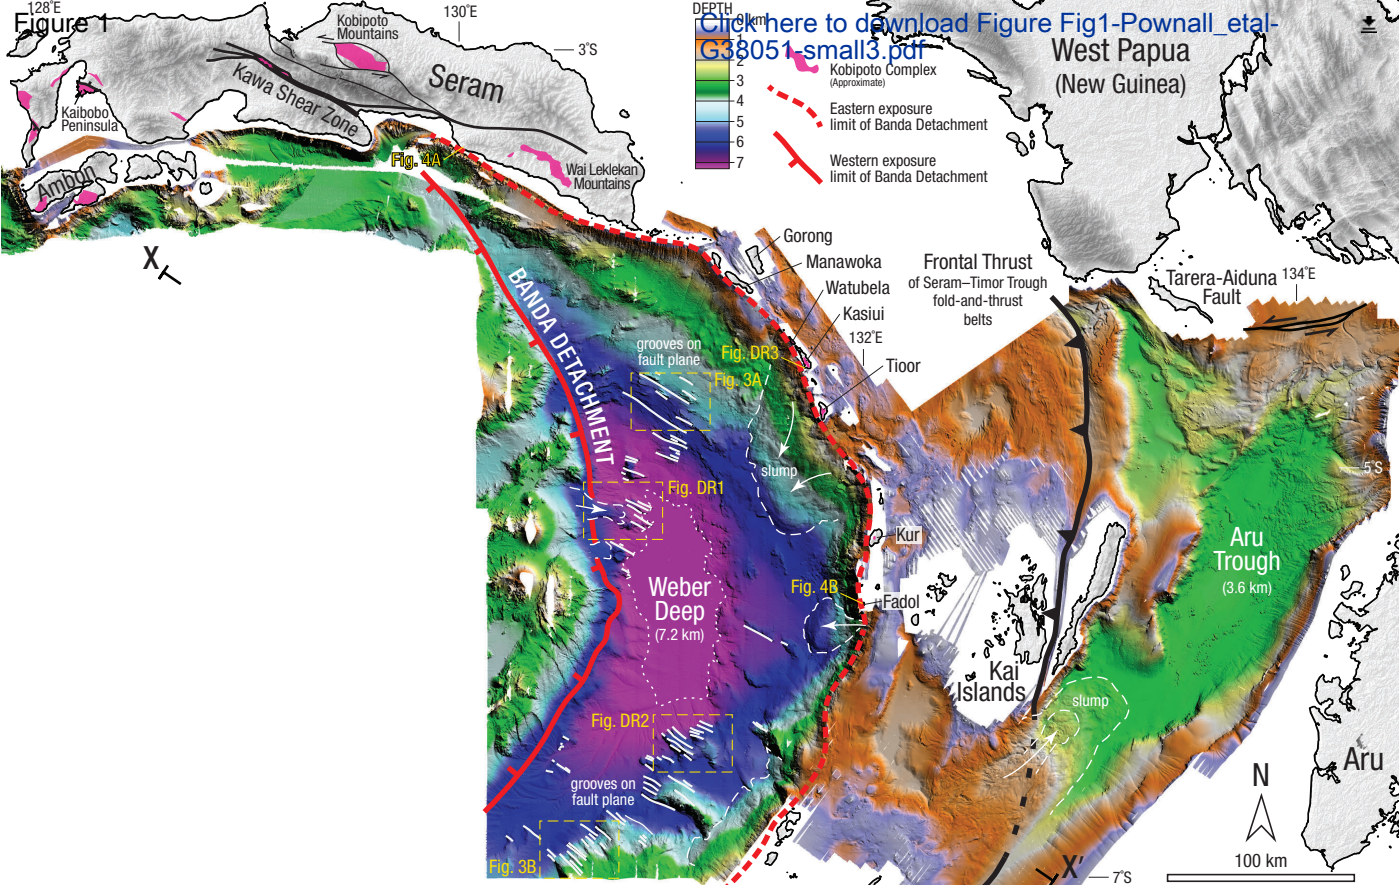 128°E
Figure 1
Kobipoto
Mountains
130°E
3°S
Seram
Kawa Shear Zone
Kaibobo
Peninsula
Ambon
Fig. 4A
Wai Leklekan
Mountains
DEPTH
0 km
2
3
4
5
6
7
Click here to download Figure Fig1-Pownall_etal-
G38051-small3.pdf
Kobipoto Complex
(Approximate)
Eastern exposure
limit of Banda Detachment
Western exposure
limit of Banda Detachment
West Papua
(New Guinea)
X
BANDA DETACHMENT
Gorong
Manawoka
Watubela
Kasiui
132°E
Tioor
Frontal Thrust
of Seram–Timor Trough
fold-and-thrust
belts
Tarera-Aiduna
Fault
134°E
grooves on
fault plane
Fig. DR3
Fig. 3A
slump
Fig. DR1
5°S
Kur
Aru
Trough
(3.6 km)
Weber
Deep
(7.2 km)
Fig. 4B
Fadol
Kai
Islands
slump
Fig. DR2
grooves on
fault plane
Fig. 3B
Aru
N
100 km
X'
7°S